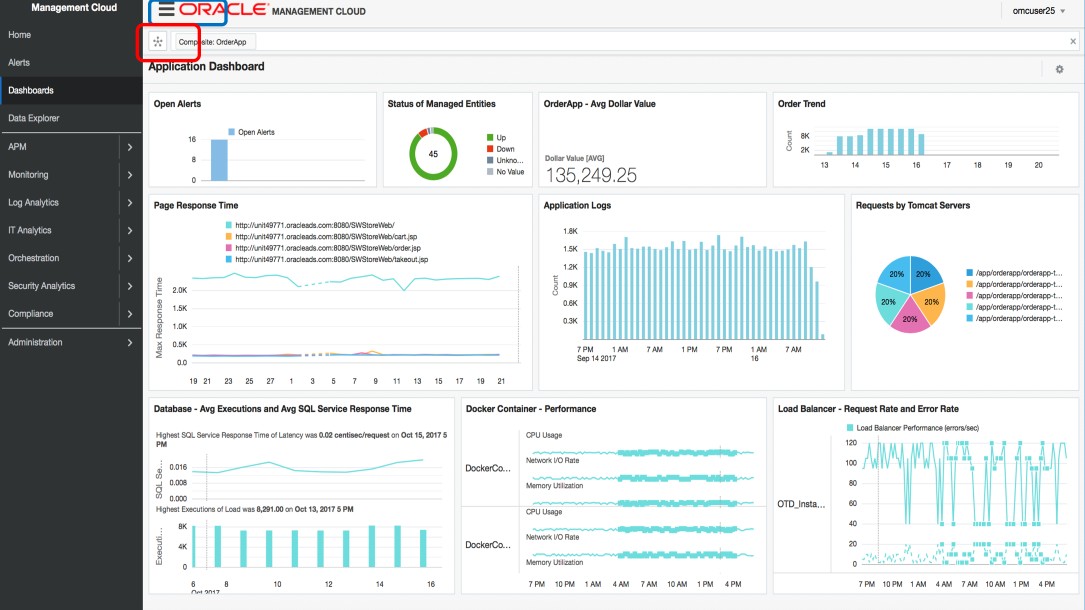 Management Cloud
ORACLE MANAGEMENT CLOUD
omcuser25
Home
Alerts
Dashboards
Data Explorer
APM
Monitoring
Log Analytics
IT Analytics
Orchestration
Security Analytics
Compliance
Administration
Composite: OrderApp
Application Dashboard
Open Alerts
Open Alerts
16
8
0
Status of Managed Entities
45
Up
Down
Unkno...
No Value
OrderApp - Avg Dollar Value
Dollar Value [AVG]
135,249.25
Order Trend
Count
8K
2K
13 14 15 16 17 18 19 20
Page Response Time
http://unit49771.oracleads.com:8080/SWStoreWeb/
http://unit49771.oracleads.com:8080/SWStoreWeb/cart.jsp
http://unit49771.oracleads.com:8080/SWStoreWeb/order.jsp
http://unit49771.oracleads.com:8080/SWStoreWeb/takeout.jsp
Max Response Time
2.0K
1.5K
1.0K
0.5K
0.0
19 21 23 25 27 1 3 5 7 9 11 13 15 17 19 21
Application Logs
Count
1.8K
1.5K
1.2K
0.9K
0.6K
0.3K
7 PM 1 AM 7 AM 1 PM 7 PM 1 AM 7 AM
Sep 14 2017 16
Requests by Tomcat Servers
20% 20%
20% 20%
20%
/app/orderapp/orderapp-t...
/app/orderapp/orderapp-t...
/app/orderapp/orderapp-t...
/app/orderapp/orderapp-t...
/app/orderapp/orderapp-t...
Database - Avg Executions and Avg SQL Service Response Time
Highest SQL Service Response Time of Latency was 0.02 centisec/request on Oct 15, 2017 5
PM
SQL Se...
0.016
0.008
0.000
Highest Executions of Load was 8,291.00 on Oct 13, 2017 5 PM
Executi...
8K
4K
0
6 8 10 12 14 16
Oct 2017
Docker Container - Performance
DockerCo...
CPU Usage
Network I/O Rate
Memory Utilization
DockerCo...
CPU Usage
Network I/O Rate
Memory Utilization
7 PM 10 PM 1 AM 4 AM 7 AM 10 AM 1 PM 4 PM
Load Balancer - Request Rate and Error Rate
Load Balancer Performance (errors/sec)
OTD_Insta...
120
100
80
60
40
20
0
7 PM 10 PM 1 AM 4 AM 7 AM 10 AM 1 PM 4 PM